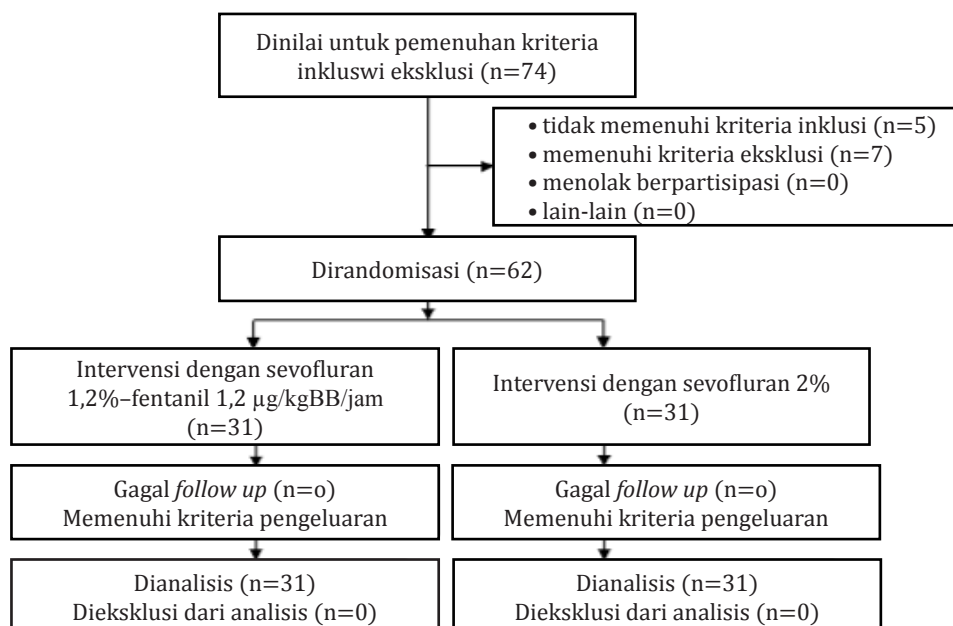 Dinilai untuk pemenuhan kriteria
inkluswi eksklusi (n=74)
• tidak memenuhi kriteria inklusi (n=5)
• memenuhi kriteria eksklusi (n=7)
• menolak berpartisipasi (n=0)
• lain-lain (n=0)
Dirandomisasi (n=62)
Intervensi dengan sevofluran
1,2%–fentanil 1,2 µg/kgBB/jam
(n=31)
Intervensi dengan sevofluran 2%
(n=31)
Gagal follow up (n=o)
Memenuhi kriteria pengeluaran
Gagal follow up (n=o)
Memenuhi kriteria pengeluaran
Dianalisis (n=31)
Dieksklusi dari analisis (n=0)
Dianalisis (n=31)
Dieksklusi dari analisis (n=0)